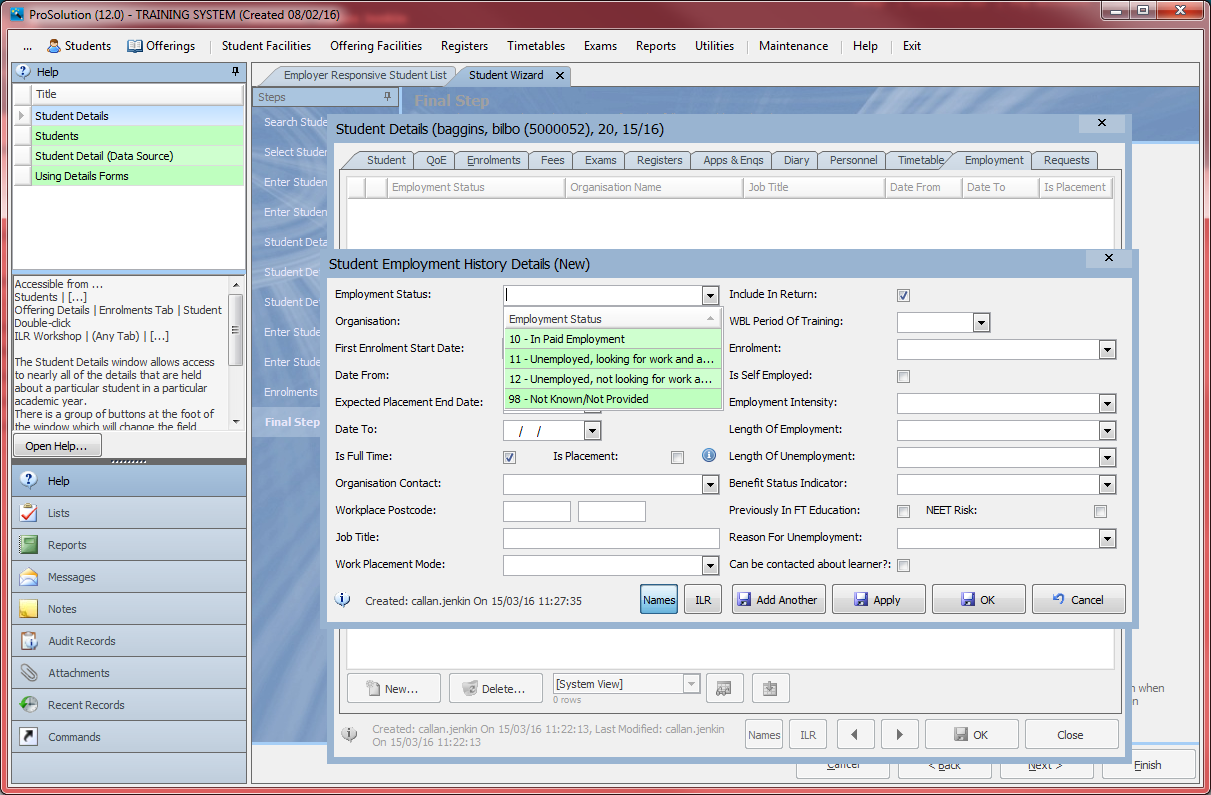 ProSolution (12.0) - TRAINING SYSTEM (Created 08/02/16)
... Students Offerings Student Facilities Offering Facilities Registers Timetables Exams Reports Utilities Maintenance Help Exit
Help
Title
Student Details
Students
Student Detail (Data Source)
Using Details Forms
Accessible from ...
Students | [...]
Offering Details | Enrolments Tab | Student
Double-click
ILR Workshop | (Any Tab) | [...]
The Student Details window allows access
to nearly all of the details that are held
about a particular student in a particular
academic year.
There is a group of buttons at the foot of
the window which will change the field
Open Help...
Help
Lists
Reports
Messages
Notes
Audit Records
Attachments
Recent Records
Commands
Employer Responsive Student List Student Wizard
Steps
Final Step
Search Stude
Select Studen
Enter Studen
Enter Studen
Student Deta
Student Det
Student Det
Enter Stude
Enter Stude
Enrolments
Final Step
Student Details (baggins, bilbo (5000052), 20, 15/16)
Student QoE Enrolments Fees Exams Registers Apps & Enqs Diary Personnel Timetable Employment Requests
Employment Status Organisation Name Job Title Date From Date To Is Placement
Student Employment History Details (New)
Employment Status:
Organisation:
First Enrolment Start Date:
Date From:
Expected Placement End Date:
Date To: / /
Is Full Time: Is Placement:
Organisation Contact:
Workplace Postcode:
Job Title:
Work Placement Mode:
Employment Status
10 - In Paid Employment
11 - Unemployed, looking for work and a...
12 - Unemployed, not looking for work a...
98 - Not Known/Not Provided
Include In Return:
WBL Period Of Training:
Enrolment:
Is Self Employed:
Employment Intensity:
Length Of Employment:
Length Of Unemployment:
Benefit Status Indicator:
Previously In FT Education: NEET Risk:
Reason For Unemployment:
Can be contacted about learner?:
Created: callan.jenkin On 15/03/16 11:27:35
Names ILR Add Another Apply OK Cancel
New... Delete... [System View]
0 rows
Created: callan.jenkin On 15/03/16 11:22:13, Last Modified: callan.jenkin
On 15/03/16 11:22:13
Names ILR OK Close
n when
n
Cancel < Back Next > Finish